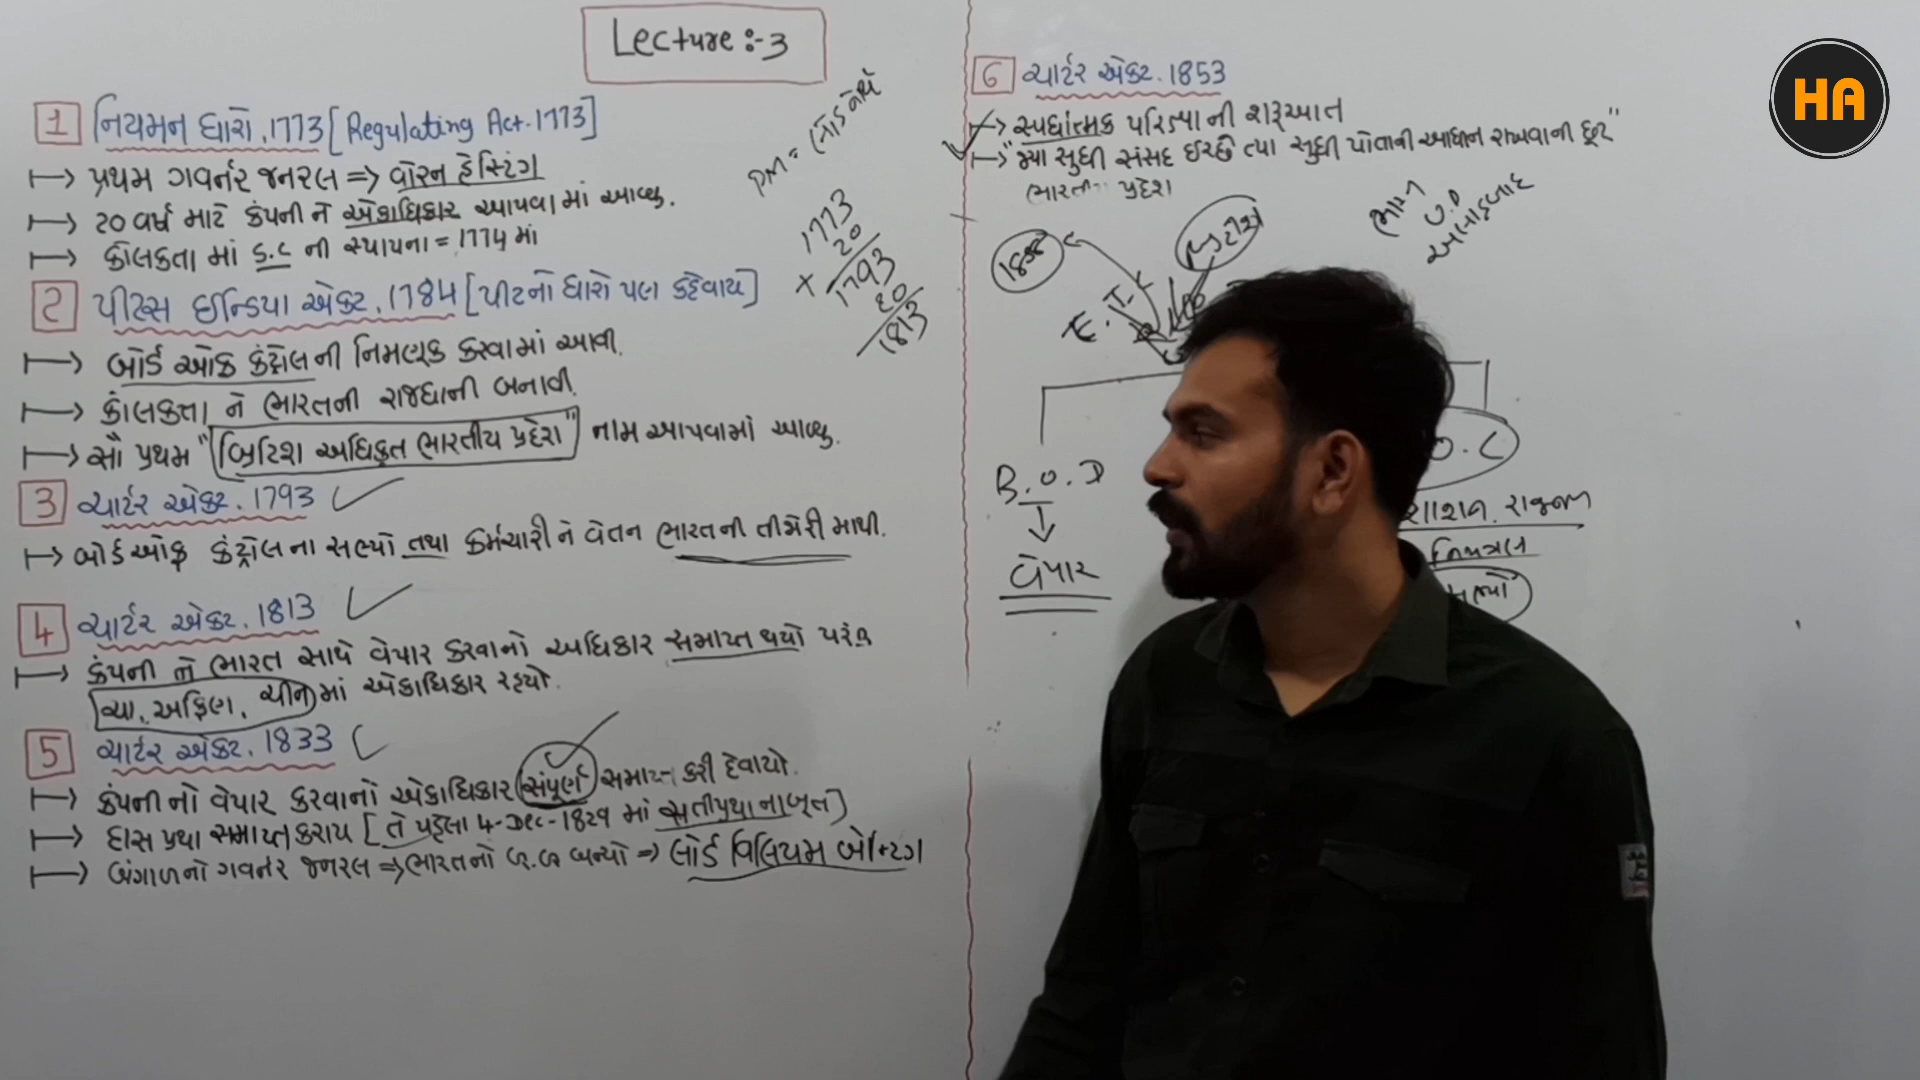 Lecture :- 3
1 નિયમન ધારો.1773 [Regulating Act-1773]
પ્રથમ ગવર્નર જનરલ => વૉરન હેસ્ટિંગ
20 વર્ષ માટે કંપની ને એકાધિકાર આપવામાં આવ્યુ.
કોલકતા માં S.C ની સ્થાપના = 1774 માં
PM =
1773
20
1793
20
1813
2 પીટ્સ ઈન્ડિયા એક્ટ.1784 [પીટનો ધારો પણ કહેવાય]
બોર્ડ ઓફ કંટ્રોલની નિમણૂક કરવામાં આવી.
કોલકત્તા ને ભારતની રાજધાની બનાવી.
સૌ પ્રથમ "બ્રિટિશ અધિકૃત ભારતીય પ્રદેશ" નામ આપવામાં આવ્યુ.
3 ચાર્ટર એક્ટ.1793
બોર્ડ ઓફ કંટ્રોલના સભ્યો તથા કર્મચારી ને વેતન ભારતની તીજોરી માથી.
4 ચાર્ટર એક્ટ.1813
કંપની ને ભારત સાથે વેપાર કરવાનો અધિકાર સમાપ્ત થયો પરંતુ
ચા, અફિણ, ચીન માં એકાધિકાર રહ્યો.
5 ચાર્ટર એક્ટ.1833
કંપનીનો વેપાર કરવાનો એકાધિકાર સંપૂર્ણ સમાપ્ત કરી દેવાયો.
દાસ પ્રથા સમાપ્ત કરાય [તે પહેલા 4-Dec-1829 માં સતીપ્રથા નાબૂત]
બંગાળનો ગવર્નર જનરલ => ભારતનો ગ.જ બન્યો => લોર્ડ વિલિયમ બેન્ટિંગ
6 ચાર્ટર એક્ટ.1853
સ્પર્ધાત્મક પરિક્ષાની શરૂઆત
"જ્યા સુધી સંસદ ઈચ્છે ત્યા સુધી પોતાની આધીન રાખવાની છૂટ"
ભારતીય પ્રદેશ
U.P
E.I.C
B.O.D
O.C
વેપાર
HA